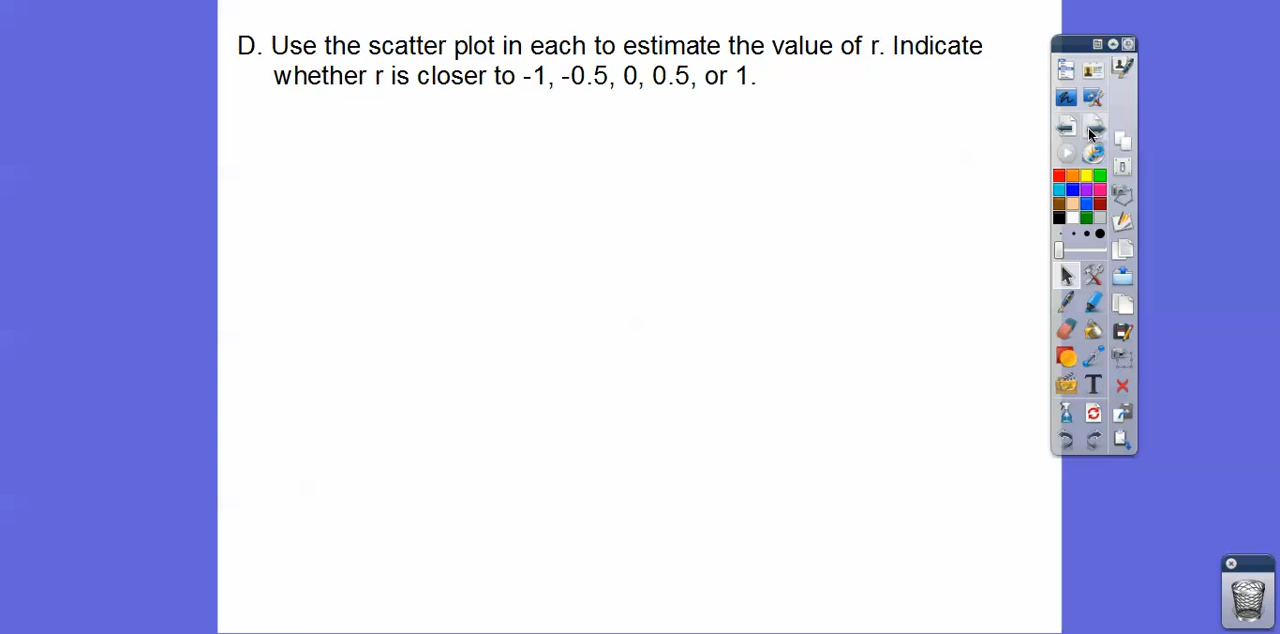 D. Use the scatter plot in each to estimate the value of r. Indicate
whether r is closer to -1, -0.5, 0, 0.5, or 1.
T